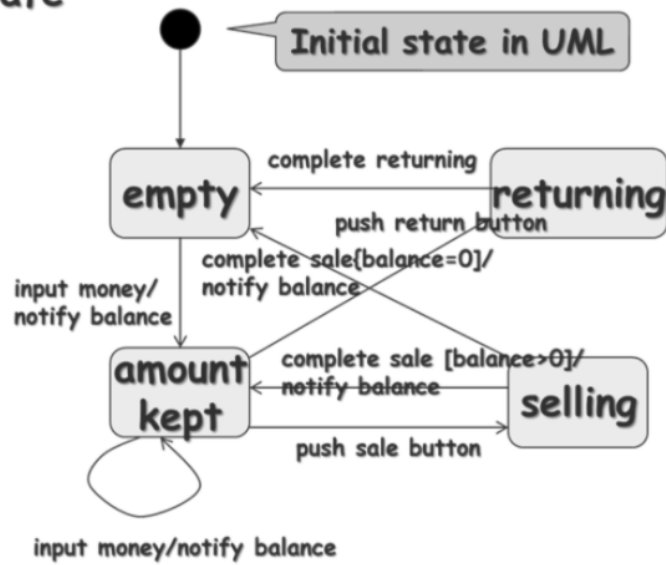 Initial state in UML
complete returning
empty
returning
push return button
complete sale{balance=0]/
notify balance
input money/
notify balance
amount
kept
complete sale [balance>0]/
notify balance
selling
push sale button
input money/notify balance